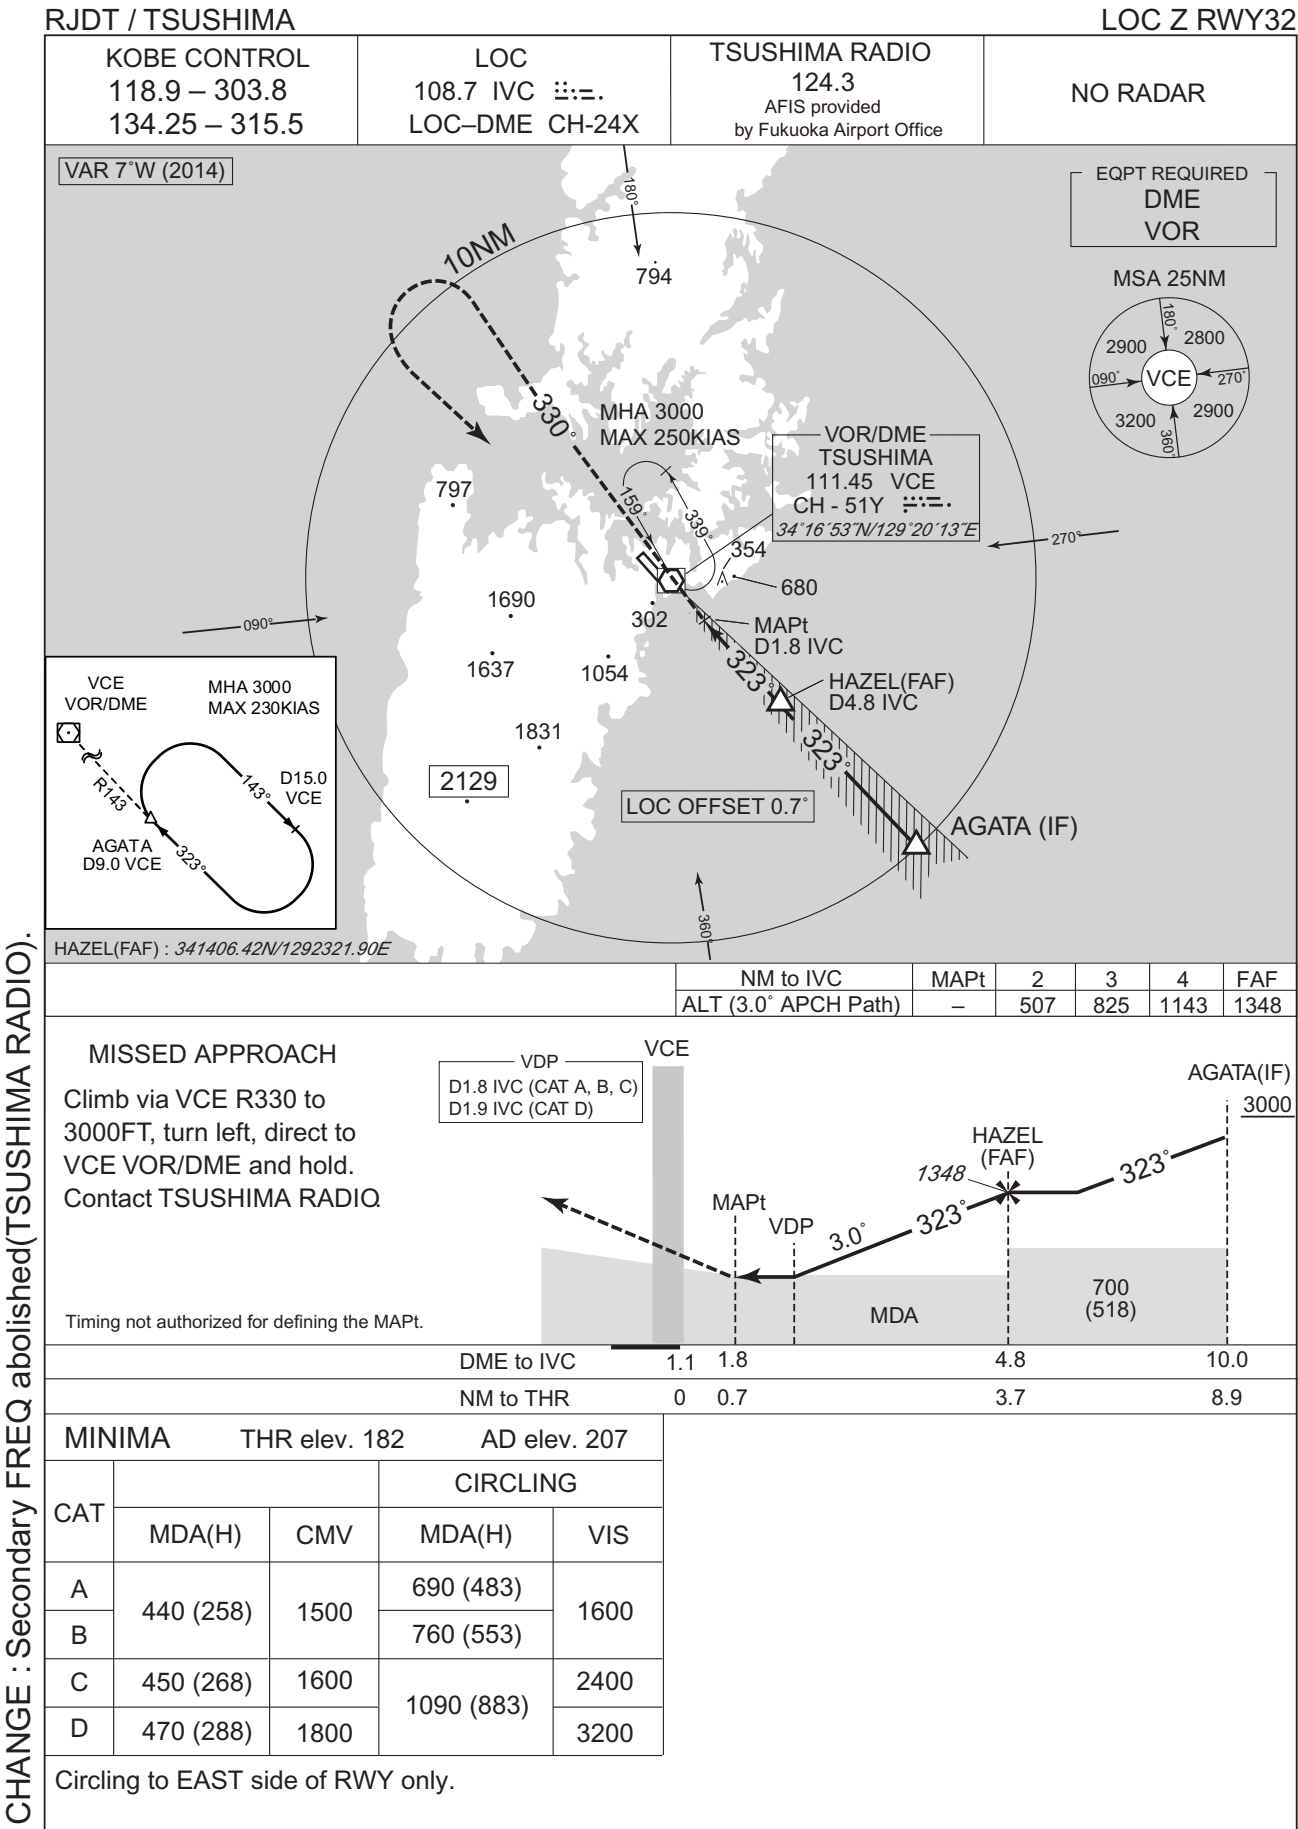 RJDT / TSUSHIMA
LOC Z RWY32
KOBE CONTROL
118.9 – 303.8
134.25 – 315.5
LOC
108.7 IVC
LOC–DME CH-24X
TSUSHIMA RADIO
124.3
AFIS provided
by Fukuoka Airport Office
NO RADAR
VAR 7°W (2014)
EQPT REQUIRED
DME
VOR
MSA 25NM
180°
2900
2800
090°
VCE
270°
3200
2900
360°
180°
10NM
794
330°
MHA 3000
MAX 250KIAS
VOR/DME
TSUSHIMA
111.45 VCE
CH - 51Y
34°16′53″N/129°20′13″E
797
159°
339°
354
270°
680
1690
302
090°
MAPt
D1.8 IVC
1637
1054
323°
HAZEL(FAF)
D4.8 IVC
1831
323°
2129
LOC OFFSET 0.7°
AGATA (IF)
360°
VCE
VOR/DME
MHA 3000
MAX 230KIAS
R143
143°
D15.0
VCE
AGATA
D9.0 VCE
323°
HAZEL(FAF) : 341406.42N/1292321.90E
NM to IVC MAPt 2 3 4 FAF
ALT (3.0° APCH Path) – 507 825 1143 1348
MISSED APPROACH
Climb via VCE R330 to
3000FT, turn left, direct to
VCE VOR/DME and hold.
Contact TSUSHIMA RADIO.
Timing not authorized for defining the MAPt.
VDP
D1.8 IVC (CAT A, B, C)
D1.9 IVC (CAT D)
VCE
AGATA(IF)
3000
HAZEL
(FAF)
1348
323°
MAPt
VDP
3.0°
323°
MDA
700
(518)
DME to IVC 1.1 1.8 4.8 10.0
NM to THR 0 0.7 3.7 8.9
MINIMA THR elev. 182 AD elev. 207
CAT
CIRCLING
MDA(H) CMV MDA(H) VIS
A 440 (258) 1500 690 (483) 1600
B 760 (553)
C 450 (268) 1600 1090 (883) 2400
D 470 (288) 1800 3200
Circling to EAST side of RWY only.
CHANGE : Secondary FREQ abolished(TSUSHIMA RADIO).